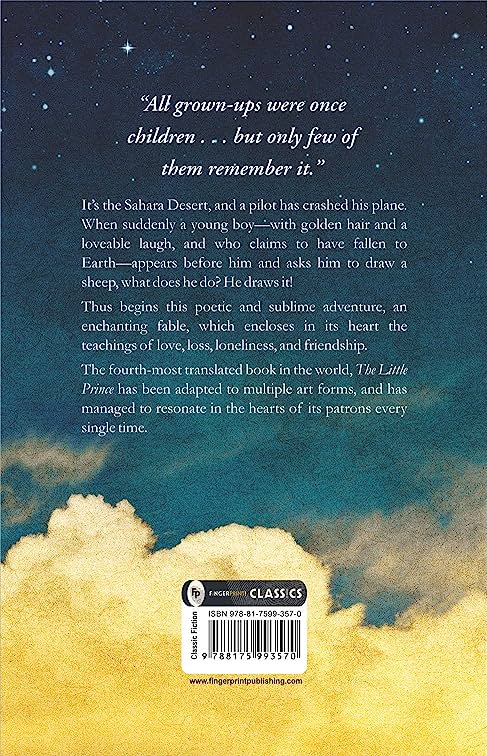 “All grown-ups were once
children . . . but only few of
them remember it.”
It’s the Sahara Desert, and a pilot has crashed his plane.
When suddenly a young boy—with golden hair and a
loveable laugh, and who claims to have fallen to
Earth—appears before him and asks him to draw a
sheep, what does he do? He draws it!
Thus begins this poetic and sublime adventure, an
enchanting fable, which encloses in its heart the
teachings of love, loss, loneliness, and friendship.
The fourth-most translated book in the world, The Little
Prince has been adapted to multiple art forms, and has
managed to resonate in the hearts of its patrons every
single time.
FP FINGERPRINT! CLASSICS
ISBN 978-81-7599-357-0
Classic Fiction
9 788175 993570
www.fingerprintpublishing.com